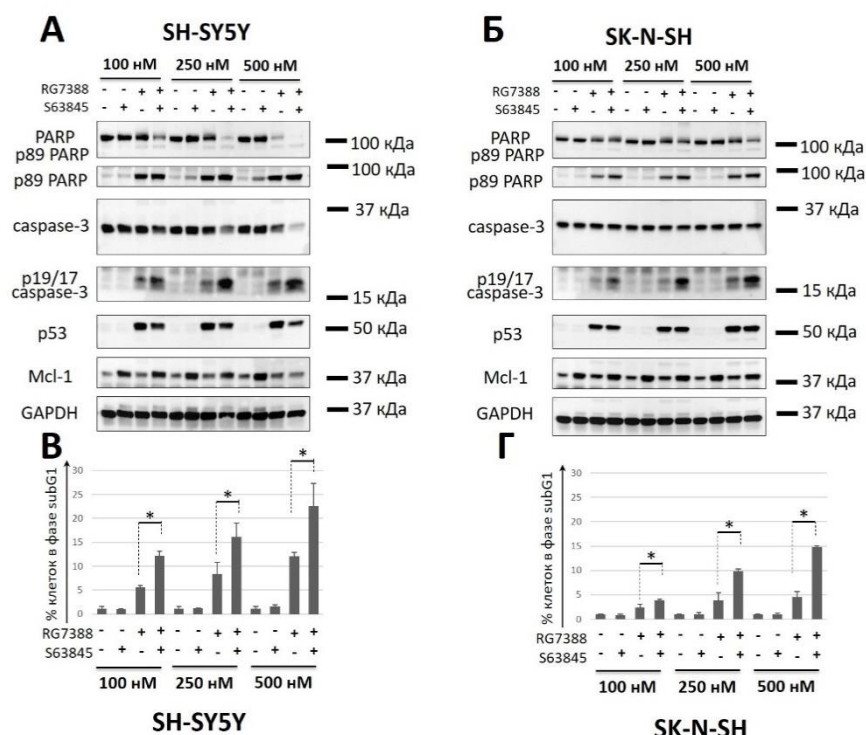 А
SH-SY5Y
100 нМ 250 нМ 500 нМ
RG7388 - - + + - - + + - - + +
S63845 - + - + - + - + - + - +
PARP
p89 PARP
100 кДа
p89 PARP
100 кДа
caspase-3
37 кДа
p19/17
caspase-3
15 кДа
p53
50 кДа
Mcl-1
37 кДа
GAPDH
37 кДа
Б
SK-N-SH
100 нМ 250 нМ 500 нМ
RG7388 - - + + - - + + - - + +
S63845 - + - + - + - + - + - +
PARP
p89 PARP
100 кДа
p89 PARP
100 кДа
caspase-3
37 кДа
p19/17
caspase-3
15 кДа
p53
50 кДа
Mcl-1
37 кДа
GAPDH
37 кДа
В
% клеток в фазе subG1
30
25
20
15
10
5
0
* * *
RG7388 - - + + - - + + - - + +
S63845 - + - + - + - + - + - +
100 нМ 250 нМ 500 нМ
SH-SY5Y
Г
% клеток в фазе subG1
30
25
20
15
10
5
0
* * *
RG7388 - - + + - - + + - - + +
S63845 - + - + - + - + - + - +
100 нМ 250 нМ 500 нМ
SK-N-SH